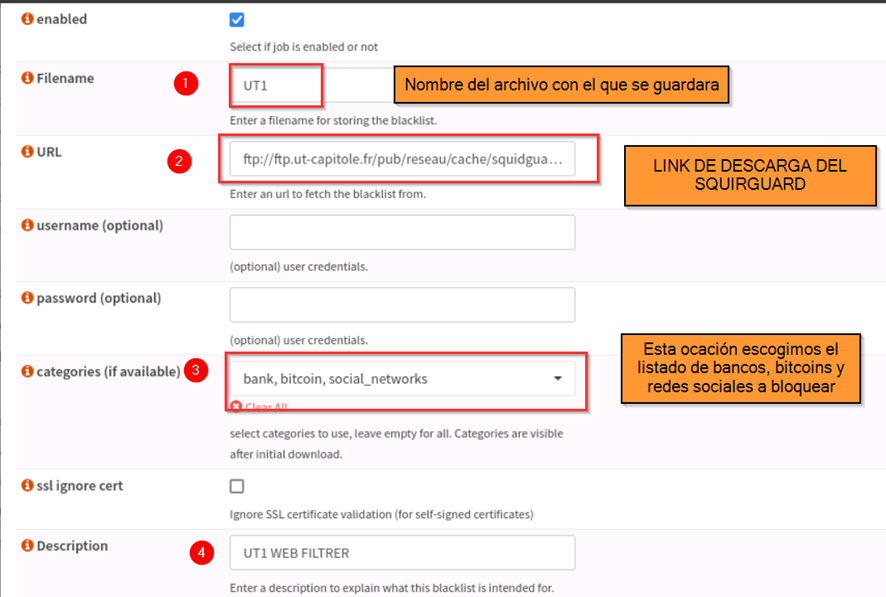 enabled
Select if job is enabled or not
Filename
1
UT1
Nombre del archivo con el que se guardara
Enter a filename for storing the blacklist.
URL
2
ftp://ftp.ut-capitole.fr/pub/reseau/cache/squidgua...
LINK DE DESCARGA DEL
SQUIRGUARD
Enter an url to fetch the blacklist from.
username (optional)
(optional) user credentials.
password (optional)
(optional) user credentials.
categories (if available)
3
bank, bitcoin, social_networks
Esta ocación escogimos el
listado de bancos, bitcoins y
redes sociales a bloquear
Clear All
select categories to use, leave empty for all. Categories are visible
after initial download.
ssl ignore cert
Ignore SSL certificate validation (for self-signed certificates)
Description
4
UT1 WEB FILTRER
Enter a description to explain what this blacklist is intended for.